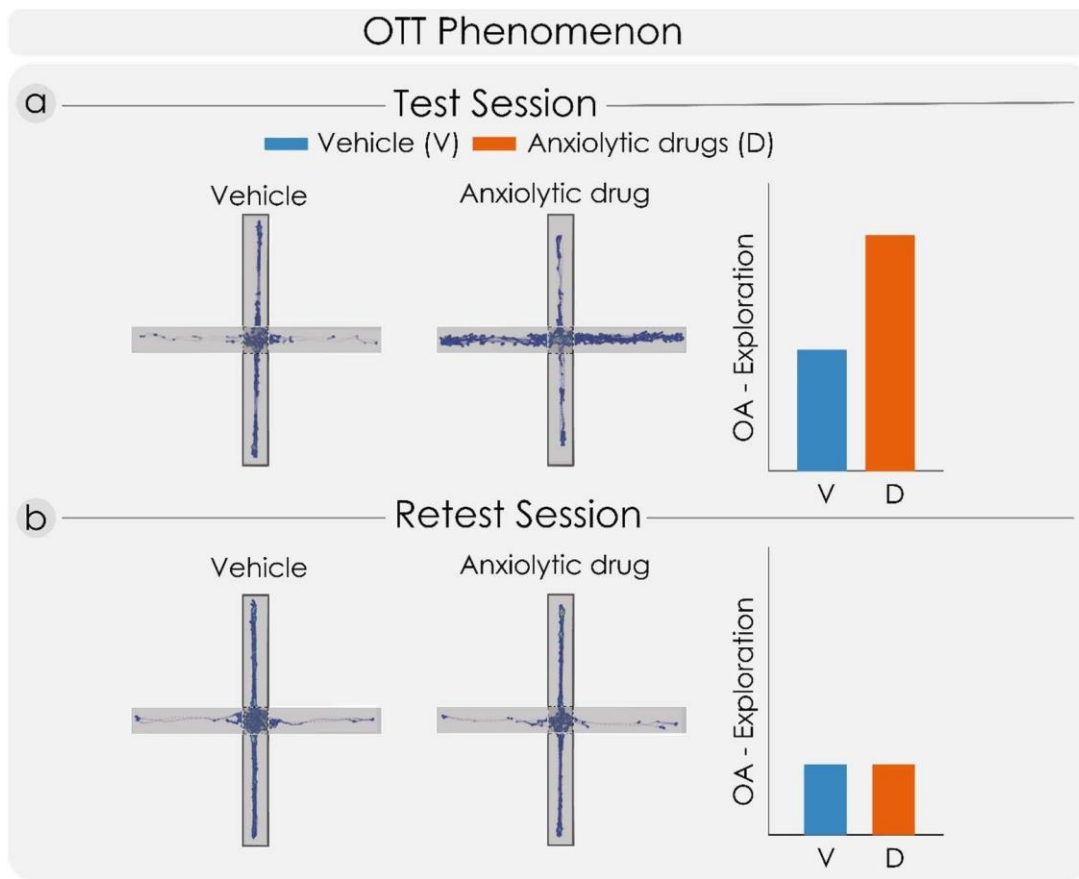 OTT Phenomenon
a
Test Session
Vehicle (V) Anxiolytic drugs (D)
Vehicle
Anxiolytic drug
OA - Exploration
V D
b
Retest Session
Vehicle
Anxiolytic drug
OA - Exploration
V D